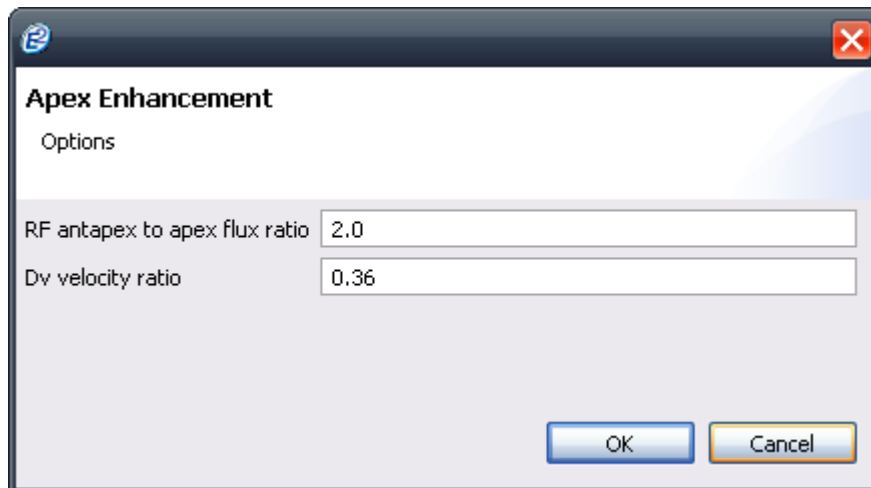 Apex Enhancement
Options
RF antapex to apex flux ratio 2.0
Dv velocity ratio 0.36
OK Cancel